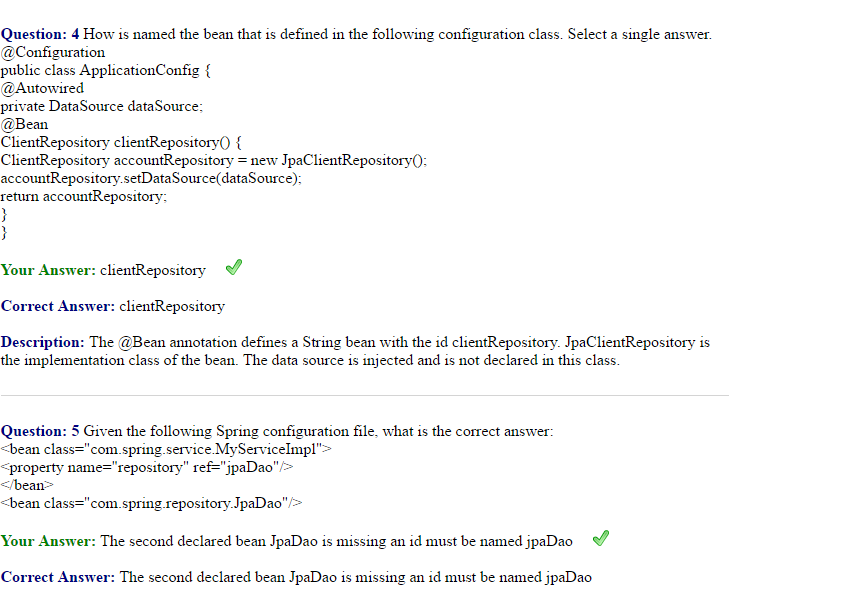 Question: 4 How is named the bean that is defined in the following configuration class. Select a single answer.
@Configuration
public class ApplicationConfig {
@Autowired
private DataSource dataSource;
@Bean
ClientRepository clientRepository() {
ClientRepository accountRepository = new JpaClientRepository();
accountRepository.setDataSource(dataSource);
return accountRepository;
}
}
Your Answer: clientRepository
Correct Answer: clientRepository
Description: The @Bean annotation defines a String bean with the id clientRepository. JpaClientRepository is
the implementation class of the bean. The data source is injected and is not declared in this class.
Question: 5 Given the following Spring configuration file, what is the correct answer:
<bean class="com.spring.service.MyServiceImpl">
<property name="repository" ref="jpaDao"/>
</bean>
<bean class="com.spring.repository.JpaDao"/>
Your Answer: The second declared bean JpaDao is missing an id must be named jpaDao
Correct Answer: The second declared bean JpaDao is missing an id must be named jpaDao